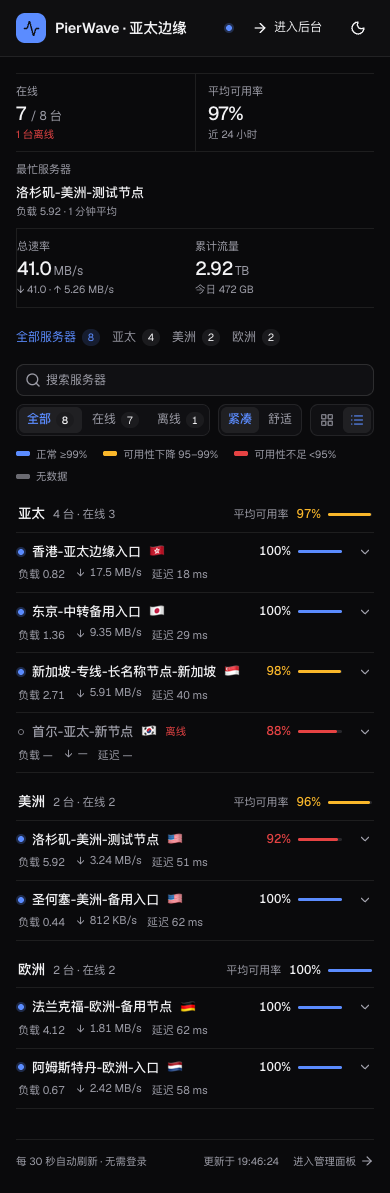 PierWave · 亚太边缘
进入后台
在线
平均可用率
7 / 8 台
97%
1 台离线
近 24 小时
最忙服务器
洛杉矶-美洲-测试节点
负载 5.92 · 1 分钟平均
总速率
累计流量
41.0 MB/s
2.92 TB
↓ 41.0 · ↑ 5.26 MB/s
今日 472 GB
全部服务器 8 亚太 4 美洲 2 欧洲 2
搜索服务器
全部 8 在线 7 离线 1 紧凑 舒适
正常 ≥99% 可用性下降 95–99% 可用性不足 <95%
无数据
亚太 4 台 · 在线 3 平均可用率 97%
香港-亚太边缘入口 100%
负载 0.82 ↓ 17.5 MB/s 延迟 18 ms
东京-中转备用入口 100%
负载 1.36 ↓ 9.35 MB/s 延迟 29 ms
新加坡-专线-长名称节点-新加坡 98%
负载 2.71 ↓ 5.91 MB/s 延迟 40 ms
首尔-亚太-新节点 离线 88%
负载 — ↓ — 延迟 —
美洲 2 台 · 在线 2 平均可用率 96%
洛杉矶-美洲-测试节点 92%
负载 5.92 ↓ 3.24 MB/s 延迟 51 ms
圣何塞-美洲-备用入口 100%
负载 0.44 ↓ 812 KB/s 延迟 62 ms
欧洲 2 台 · 在线 2 平均可用率 100%
法兰克福-欧洲-备用节点 100%
负载 4.12 ↓ 1.81 MB/s 延迟 62 ms
阿姆斯特丹-欧洲-入口 100%
负载 0.67 ↓ 2.42 MB/s 延迟 58 ms
每 30 秒自动刷新 · 无需登录 更新于 19:46:24 进入管理面板 →